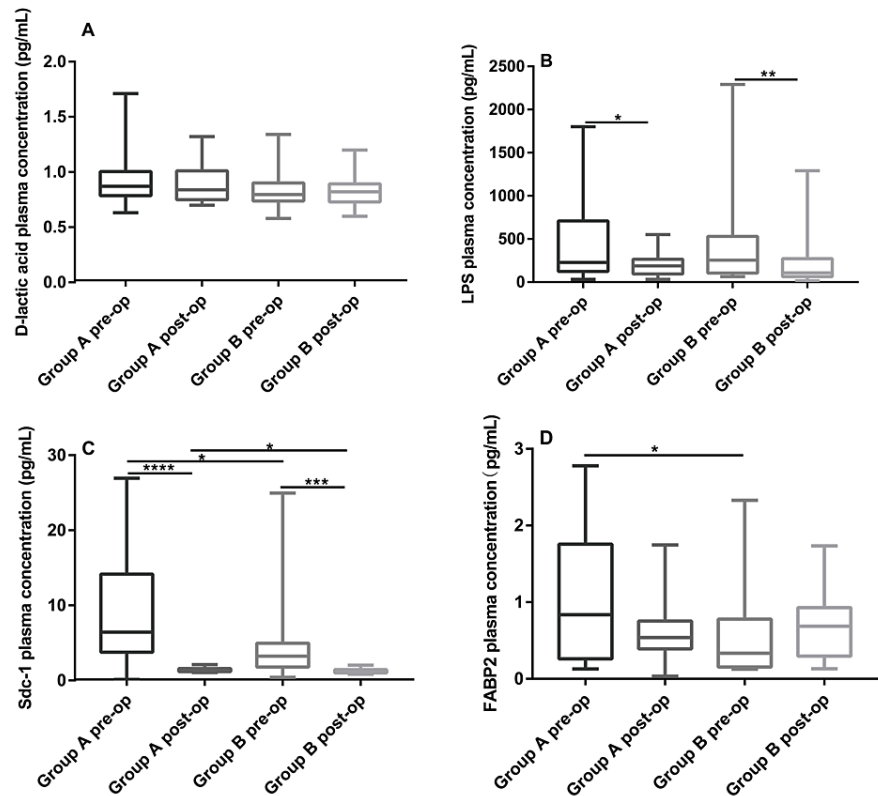 A
D-lactic acid plasma concentration (pg/mL)
2.0
1.5
1.0
0.5
0.0
Group A pre-op
Group A post-op
Group B pre-op
Group B post-op
B
LPS plasma concentration (pg/mL)
2500
2000
1500
1000
500
0
*
**
Group A pre-op
Group A post-op
Group B pre-op
Group B post-op
C
Sdc-1 plasma concentration (pg/mL)
30
20
10
0
*
*
****
***
Group A pre-op
Group A post-op
Group B pre-op
Group B post-op
D
FABP2 plasma concentration（pg/mL)
3
2
1
0
*
Group A pre-op
Group A post-op
Group B pre-op
Group B post-op